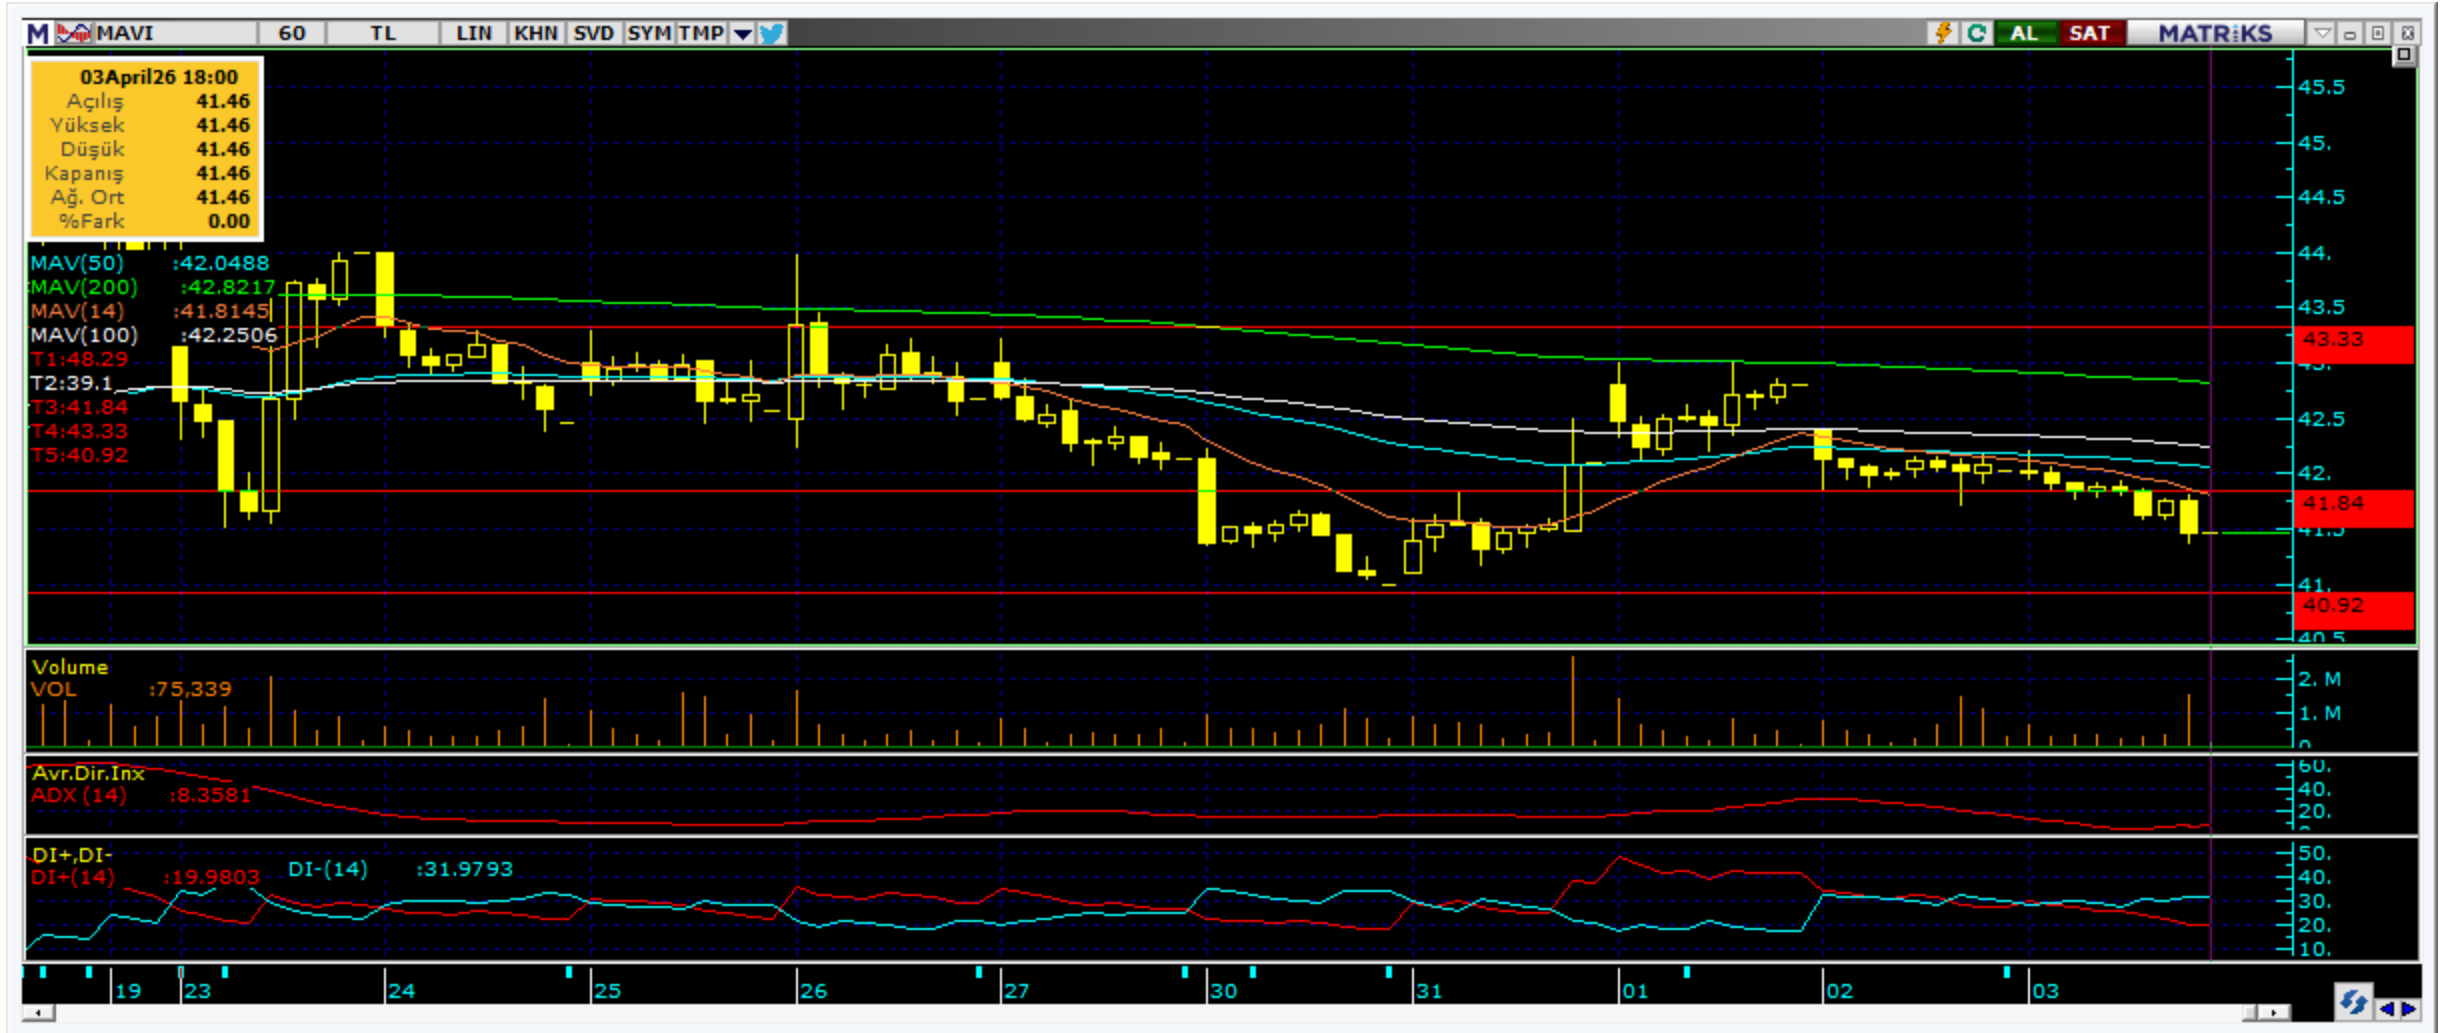 M MAVI 60 TL LIN KHN SVD SYM TMP AL SAT MATRiKS
03April26 18:00
Açılış 41.46
Yüksek 41.46
Düşük 41.46
Kapanış 41.46
Ağ. Ort 41.46
%Fark 0.00
MAV(50) :42.0488
MAV(200) :42.8217
MAV(14) :41.8145
MAV(100) :42.2506
T1:48.29
T2:39.1
T3:41.84
T4:43.33
T5:40.92
45.5
45.
44.5
44.
43.5
43.33
43.
42.5
42.
41.84
41.5
41.
40.92
40.5
Volume
VOL :75,339
2. M
1. M
0
Avr.Dir.Inx
ADX (14) :8.3581
60.
40.
20.
0
DI+,DI-
DI+(14) :19.9803 DI-(14) :31.9793
50.
40.
30.
20.
10.
19 23 24 25 26 27 30 31 01 02 03